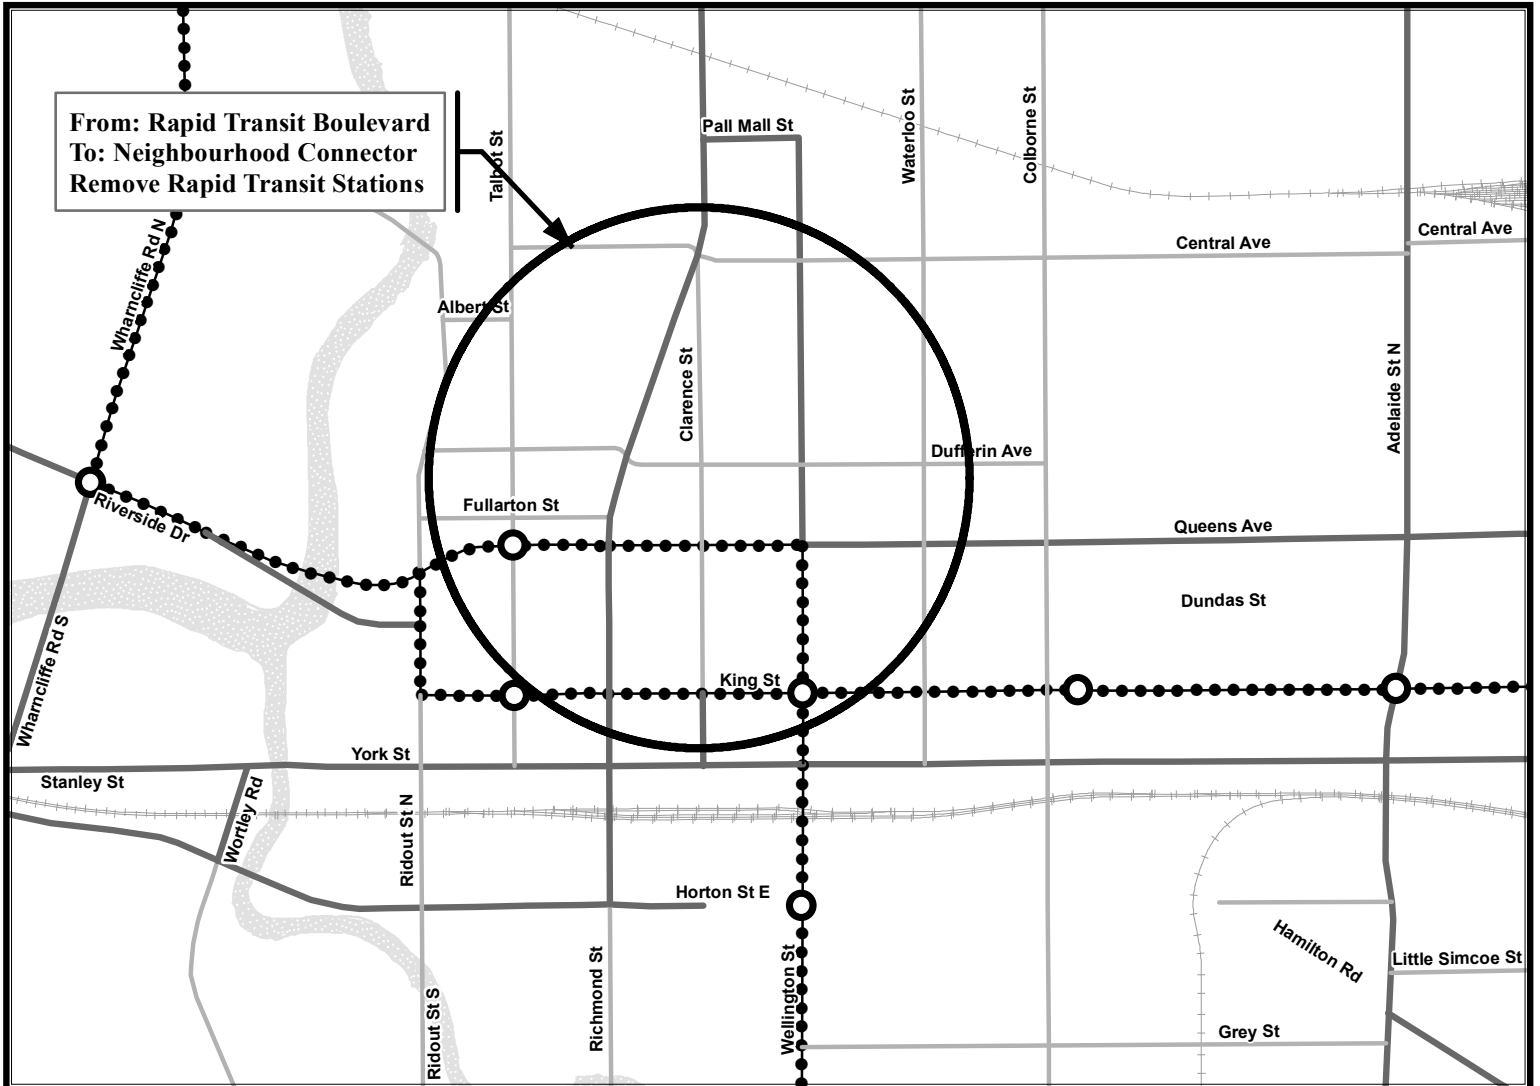 From: Rapid Transit Boulevard
To: Neighbourhood Connector
Remove Rapid Transit Stations
Talbot St
Pall Mall St
Waterloo St
Colborne St
Wharncliffe Rd N
Central Ave
Central Ave
Albert St
Clarence St
Adelaide St N
Dufferin Ave
Riverside Dr
Fullarton St
Queens Ave
Dundas St
Wharncliffe Rd S
King St
York St
Stanley St
Wortley Rd
Ridout St N
Horton St E
Hamilton Rd
Little Simcoe St
Richmond St
Wellington St
Ridout St S
Grey St